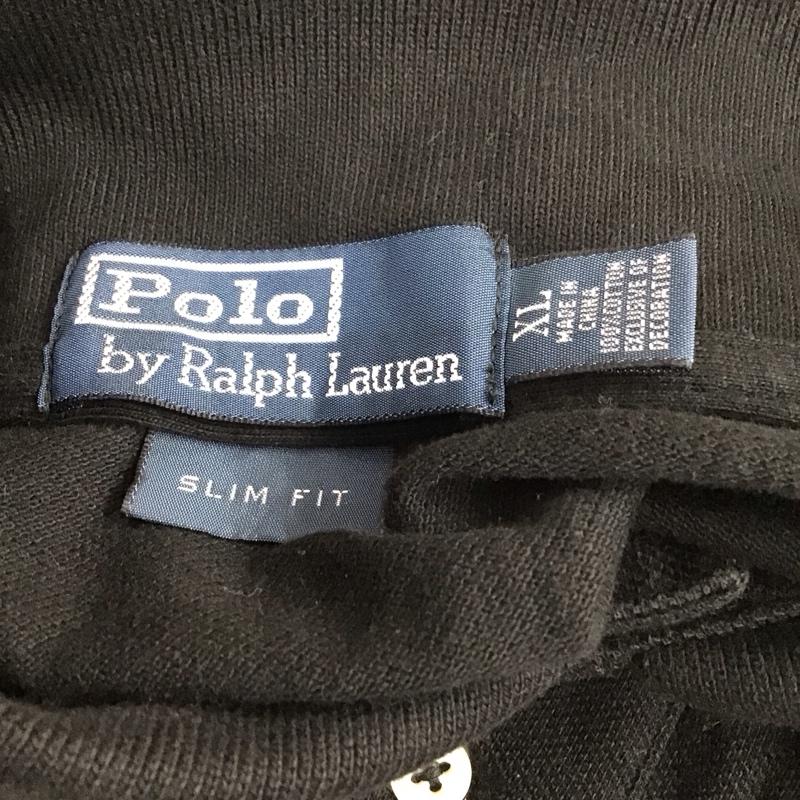 Polo
by Ralph Lauren
XL
MADE IN
CHINA
100% COTTON
EXCLUSIVE OF
DECORATION
SLIM FIT